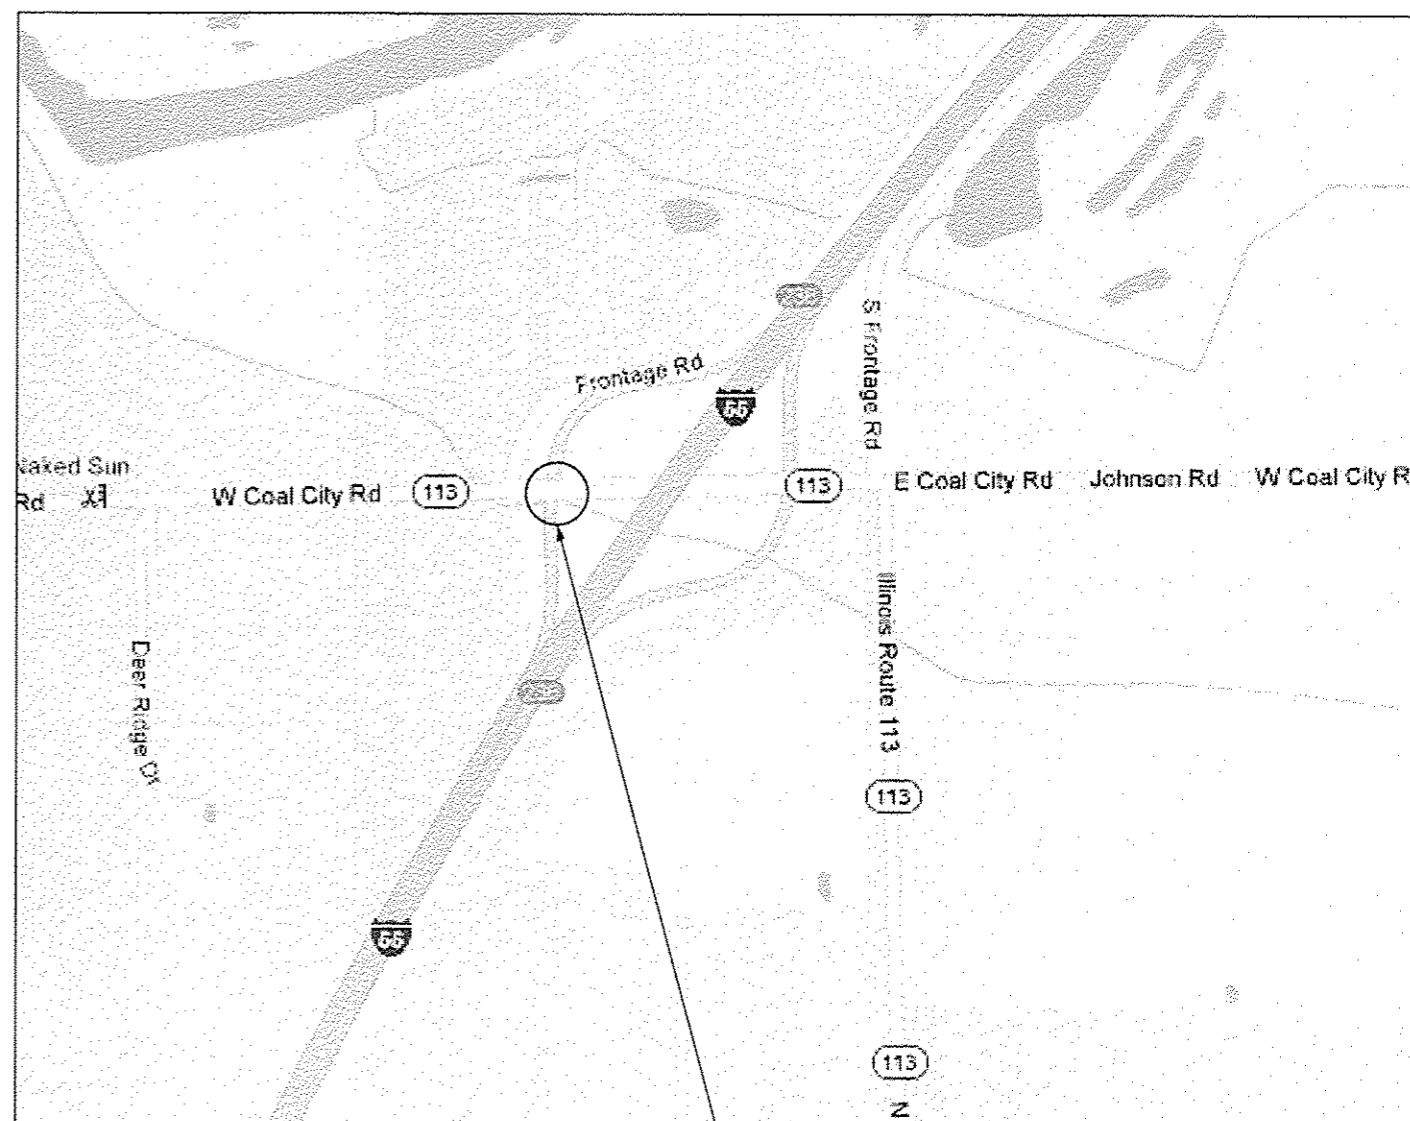 Frontage Rd
55
S Frontage Rd
Naked Sun
Rd
W Coal City Rd
113
113
E Coal City Rd
Johnson Rd
W Coal City R
Illinois Route 113
Deer Ridge Dr
113
55
113
N